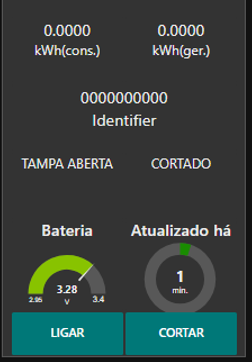 0.0000 0.0000
kWh(cons.) kWh(ger.)
0000000000
Identifier
TAMPA ABERTA CORTADO
Bateria Atualizado há
3.28
V
2.95 3.4
1
min.
LIGAR CORTAR